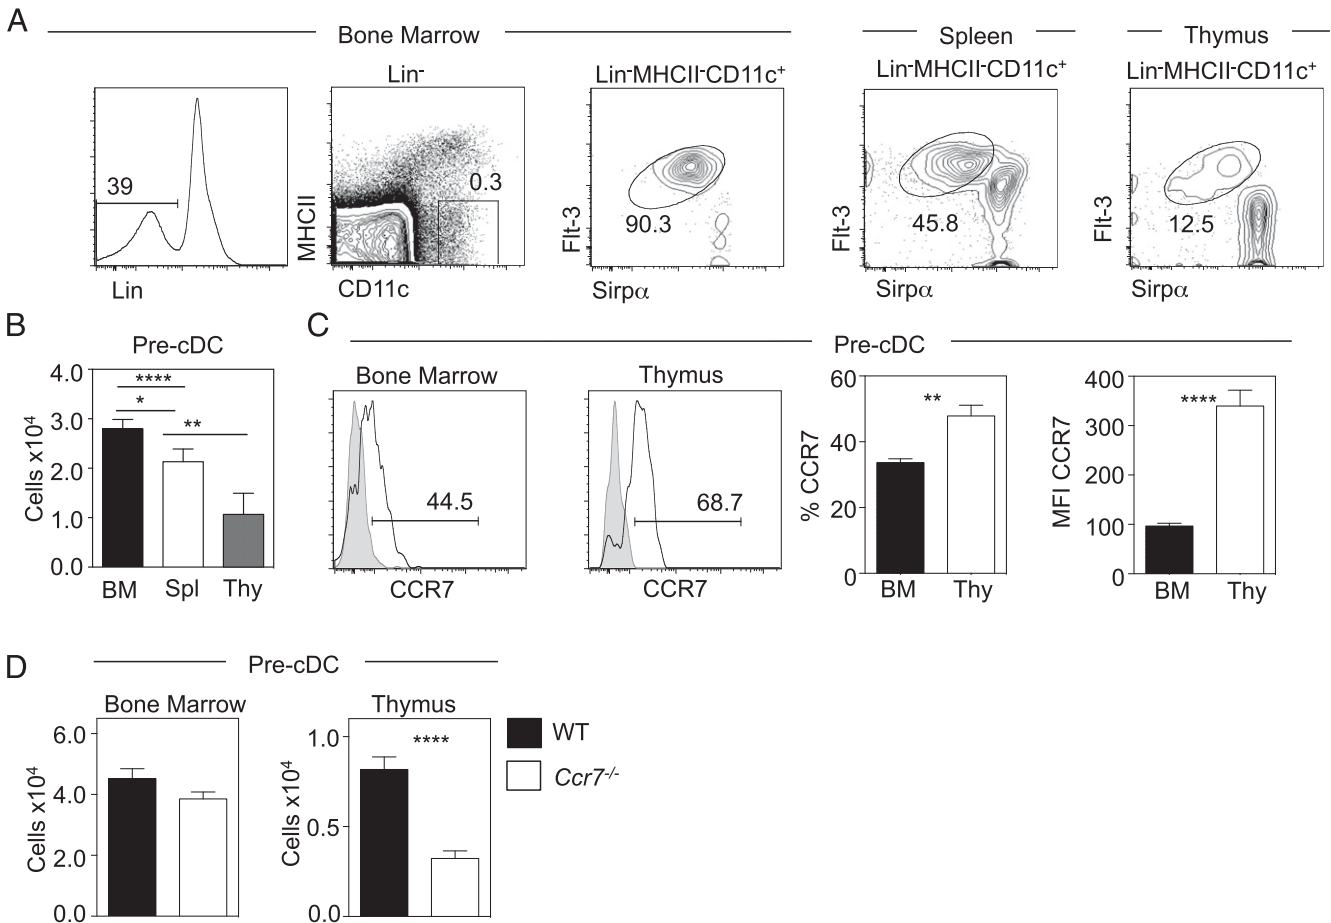 A
Bone Marrow
Spleen
Thymus
Lin-
Lin-MHCII-CD11c+
Lin-MHCII-CD11c+
Lin-MHCII-CD11c+
39
Lin
MHCII
0.3
CD11c
Flt-3
90.3
Sirpα
Flt-3
45.8
Sirpα
Flt-3
12.5
Sirpα
B
Pre-cDC
Cells x10⁴
4.0
3.0
2.0
1.0
0.0
****
*
**
BM Spl Thy
C
Pre-cDC
Bone Marrow
44.5
CCR7
Thymus
68.7
CCR7
% CCR7
60
40
20
0
**
BM Thy
MFI CCR7
400
300
200
100
0
****
BM Thy
D
Pre-cDC
Bone Marrow
Cells x10⁴
6.0
4.0
2.0
0.0
Thymus
Cells x10⁴
1.0
0.5
0.0
****
WT
Ccr7-/-